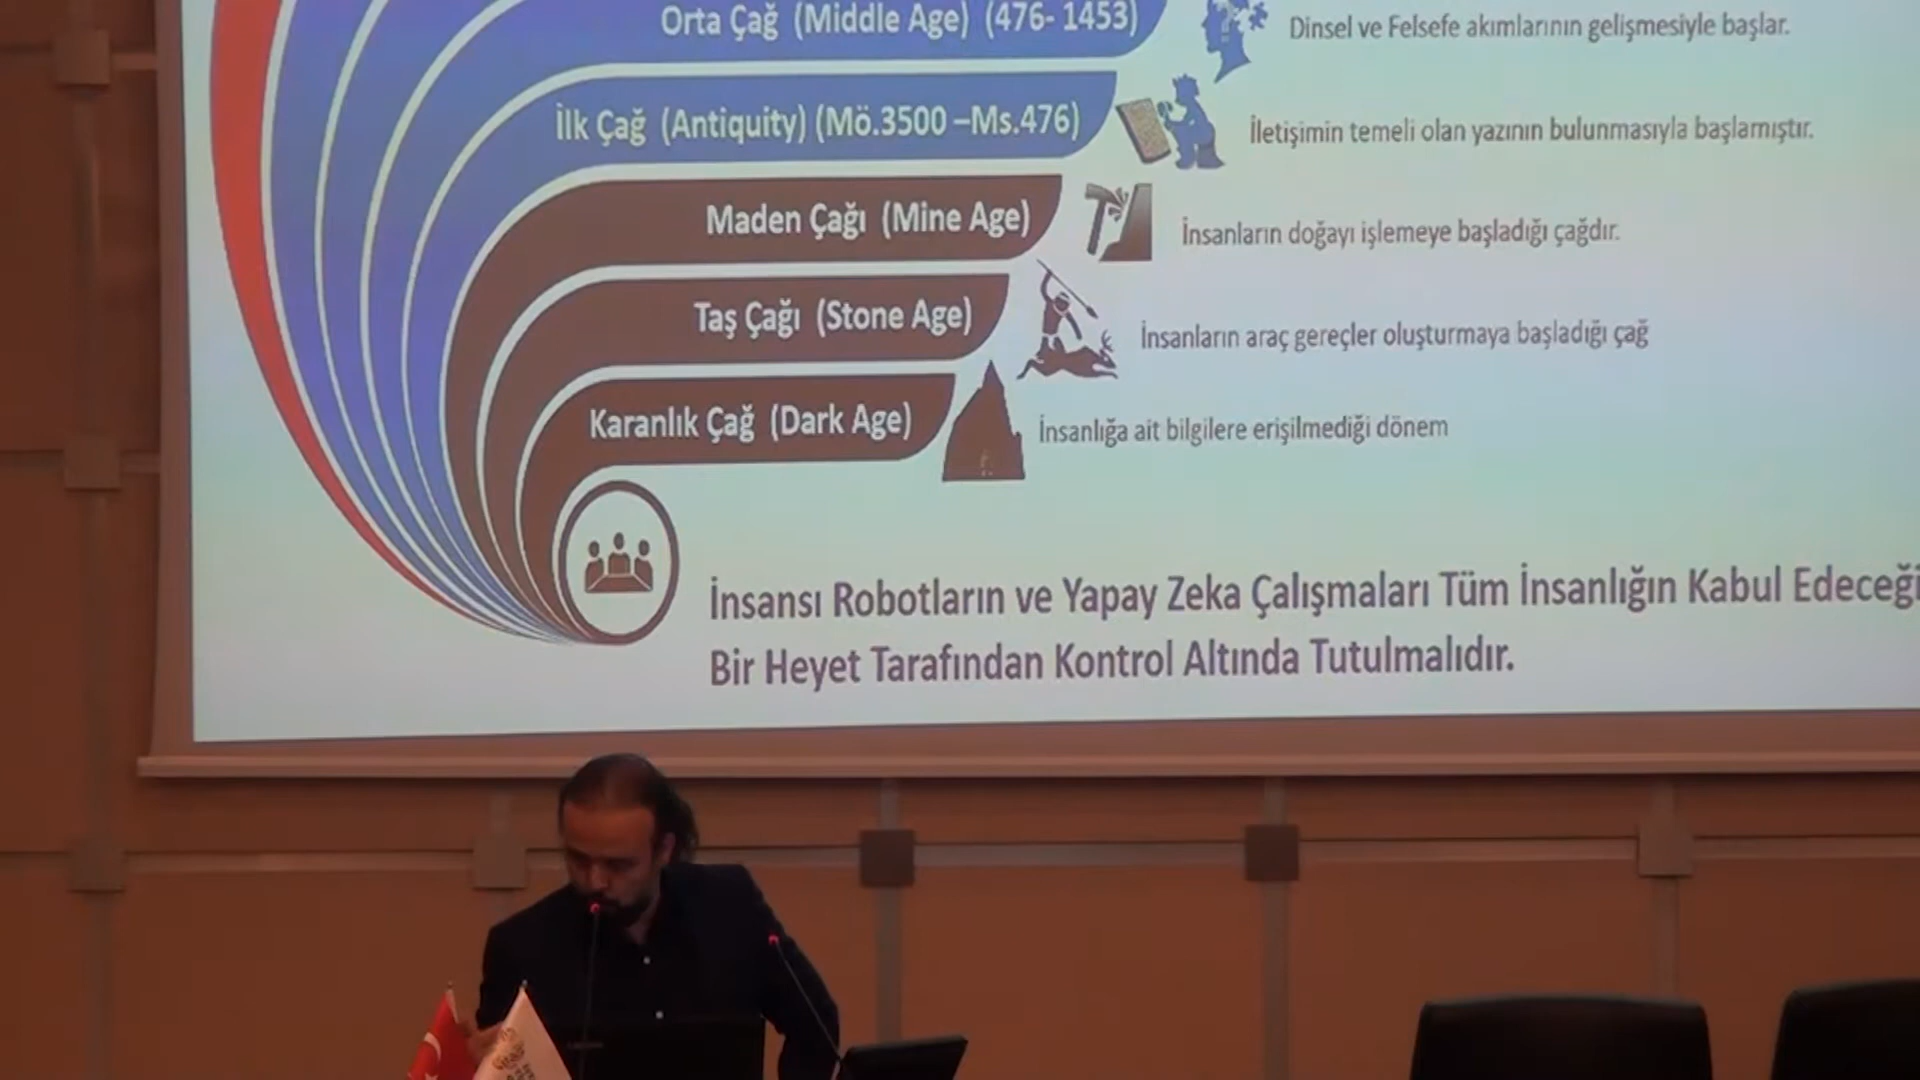 Orta Çağ (Middle Age) (476- 1453)
Dinsel ve Felsefe akımlarının gelişmesiyle başlar.
İlk Çağ (Antiquity) (Mö.3500 –Ms.476)
İletişimin temeli olan yazının bulunmasıyla başlamıştır.
Maden Çağı (Mine Age)
İnsanların doğayı işlemeye başladığı çağdır.
Taş Çağı (Stone Age)
İnsanların araç gereçler oluşturmaya başladığı çağ
Karanlık Çağ (Dark Age)
İnsanlığa ait bilgilere erişilmediği dönem
İnsansı Robotların ve Yapay Zeka Çalışmaları Tüm İnsanlığın Kabul Edeceği
Bir Heyet Tarafından Kontrol Altında Tutulmalıdır.